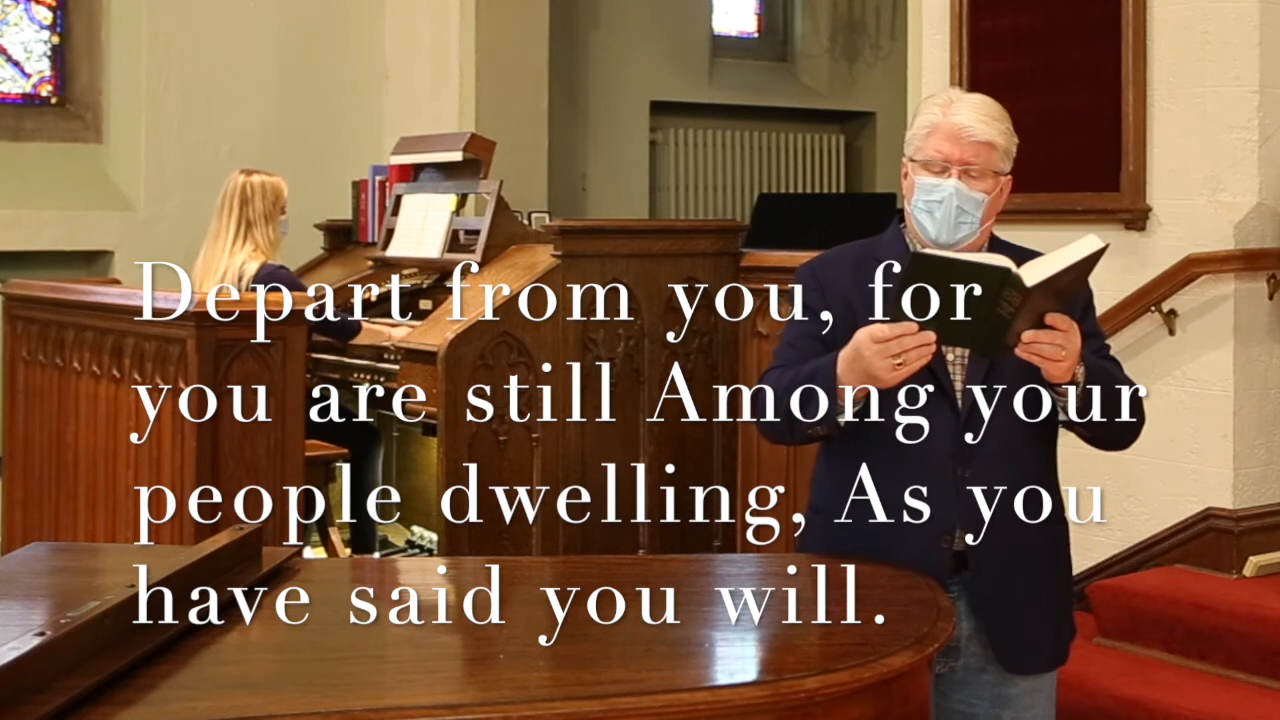 Depart from you, for
you are still Among your
people dwelling, As you
have said you will.